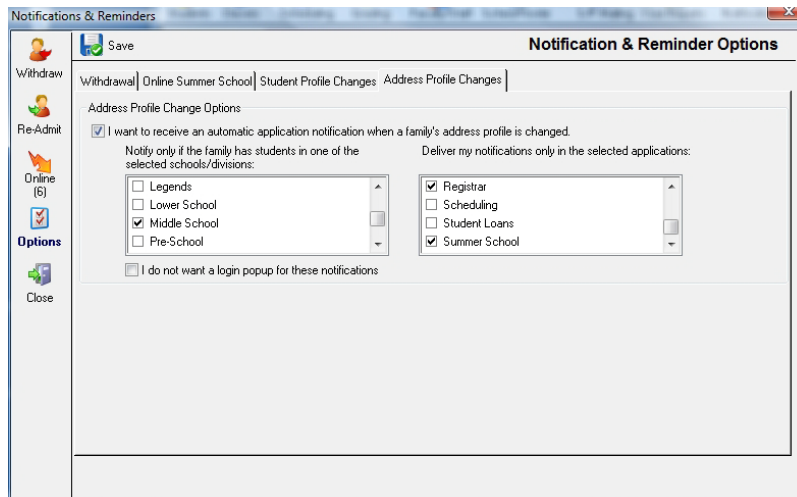 Notifications & Reminders
Save
Notification & Reminder Options
Withdraw
Re-Admit
Online
(6)
Options
Close
Withdrawal Online Summer School Student Profile Changes Address Profile Changes
Address Profile Change Options
I want to receive an automatic application notification when a family's address profile is changed.
Notify only if the family has students in one of the
selected schools/divisions:
Legends
Lower School
Middle School
Pre-School
Deliver my notifications only in the selected applications:
Registrar
Scheduling
Student Loans
Summer School
I do not want a login popup for these notifications